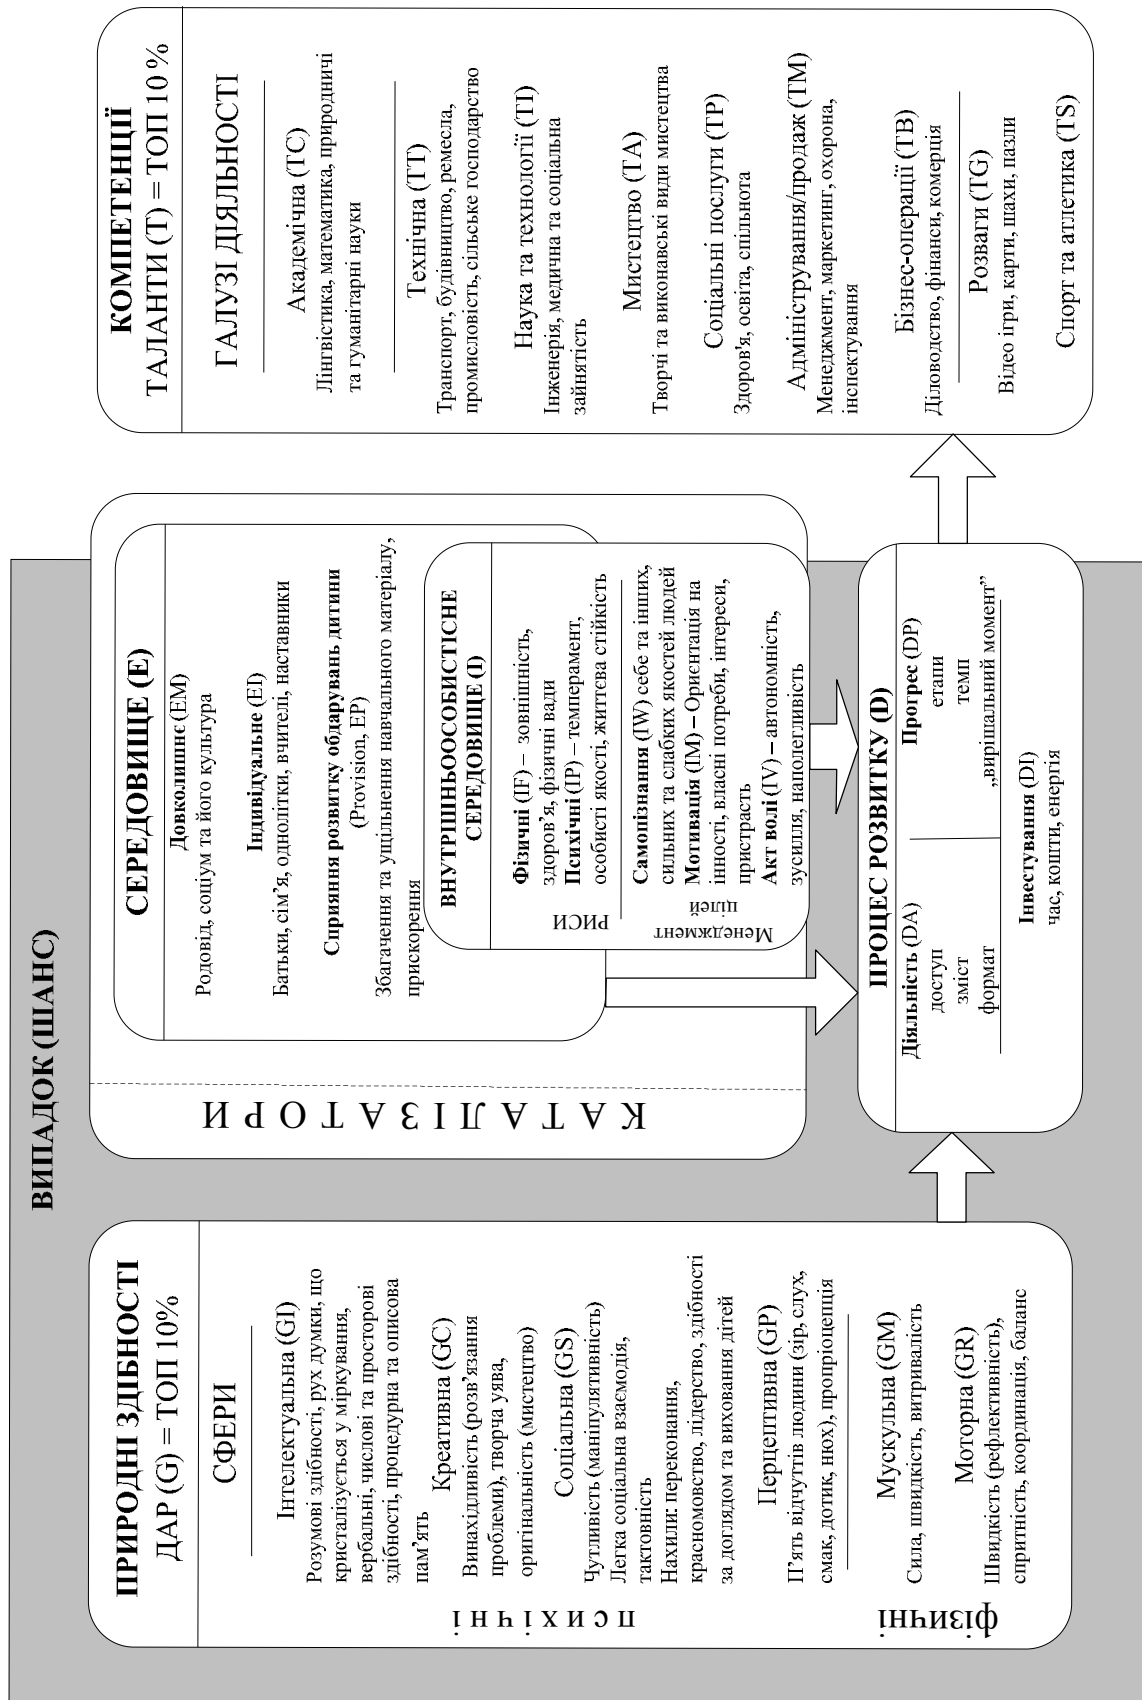 ВИПАДОК (ШАНС)
ПРИРОДНІ ЗДІБНОСТІ
ДАР (G) = ТОП 10%
СФЕРИ
психічні
Інтелектуальна (GI)
Розумові здібності, рух думки, що
кристалізується у міркування,
вербальні, числові та просторові
здібності, процедурна та описова
пам’ять
Креативна (GC)
Винахідливість (розв’язання
проблеми), творча уява,
оригінальність (мистецтво)
Соціальна (GS)
Чутливість (маніпулятивність)
Легка соціальна взаємодія,
тактовність
Нахили: переконання,
красномовство, лідерство, здібності
за доглядом та виховання дітей
Перцептивна (GP)
П’ять відчуттів людини (зір, слух,
смак, дотик, ннох), пропріоцепція
фізичні
Мускульна (GM)
Сила, швидкість, витривалість
Моторна (GR)
Швидкість (рефлективність),
спритність, координація, баланс
КАТАЛІЗАТОРИ
СЕРЕДОВИЩЕ (E)
Довколишнє (EM)
Родовід, соціум та його культура
Індивідуальне (EI)
Батьки, сім’я, однолітки, вчителі, наставники
Сприяння розвитку обдарувань дитини
(Provision, EP)
Збагачення та ущільнення навчального матеріалу,
прискорення
ВНУТРІШНЬООСОБИСТІСНЕ
СЕРЕДОВИЩЕ (I)
РИСИ
Фізичні (IF) – зовнішність,
здоров’я, фізичні вади
Психічні (IP) – темперамент,
особисті якості, життєва стійкість
Менеджмент
цілей
Самопізнання (IW) себе та інших,
сильних та слабких якостей людей
Мотивація (IM) – Ориєнтація на
інності, власні потреби, інтереси,
пристрасть
Акт волі (IV) – автономність,
зусилля, наполегливість
ПРОЦЕС РОЗВИТКУ (D)
Діяльність (DA)
доступ
зміст
формат
Прогрес (DP)
етапи
темп
„вирішальний момент”
Інвестування (DI)
час, кошти, енергія
КОМПЕТЕНЦІЇ
ТАЛАНТИ (T) = ТОП 10 %
ГАЛУЗІ ДІЯЛЬНОСТІ
Академічна (TC)
Лінгвістика, математика, природничі
та гуманітарні науки
Технічна (TT)
Транспорт, будівництво, ремесла,
промисловість, сільське господарство
Наука та технології (TI)
Інженерія, медична та соціальна
зайнятість
Мистецтво (TA)
Творчі та виконавські види мистецтва
Соціальні послуги (TP)
Здоров'я, освіта, спільнота
Адміністрування/продаж (TM)
Менеджмент, маркетинг, охорона,
інспектування
Бізнес-операції (TB)
Діловодство, фінанси, комерція
Розваги (TG)
Відео ігри, карти, шахи, пазли
Спорт та атлетика (TS)